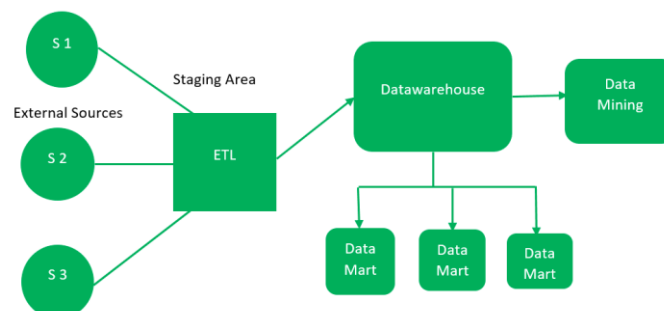 S 1
Staging Area
External Sources
S 2
ETL
S 3
Datawarehouse
Data
Mining
Data
Mart
Data
Mart
Data
Mart